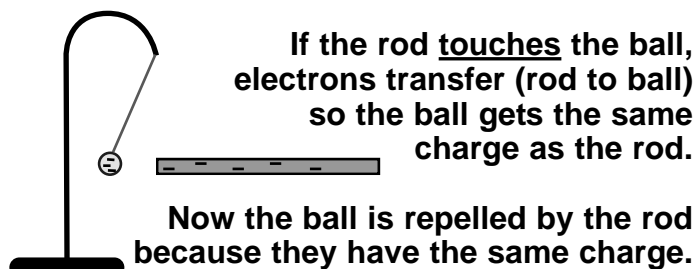 If the rod touches the ball,
electrons transfer (rod to ball)
so the ball gets the same
charge as the rod.
Now the ball is repelled by the rod
because they have the same charge.